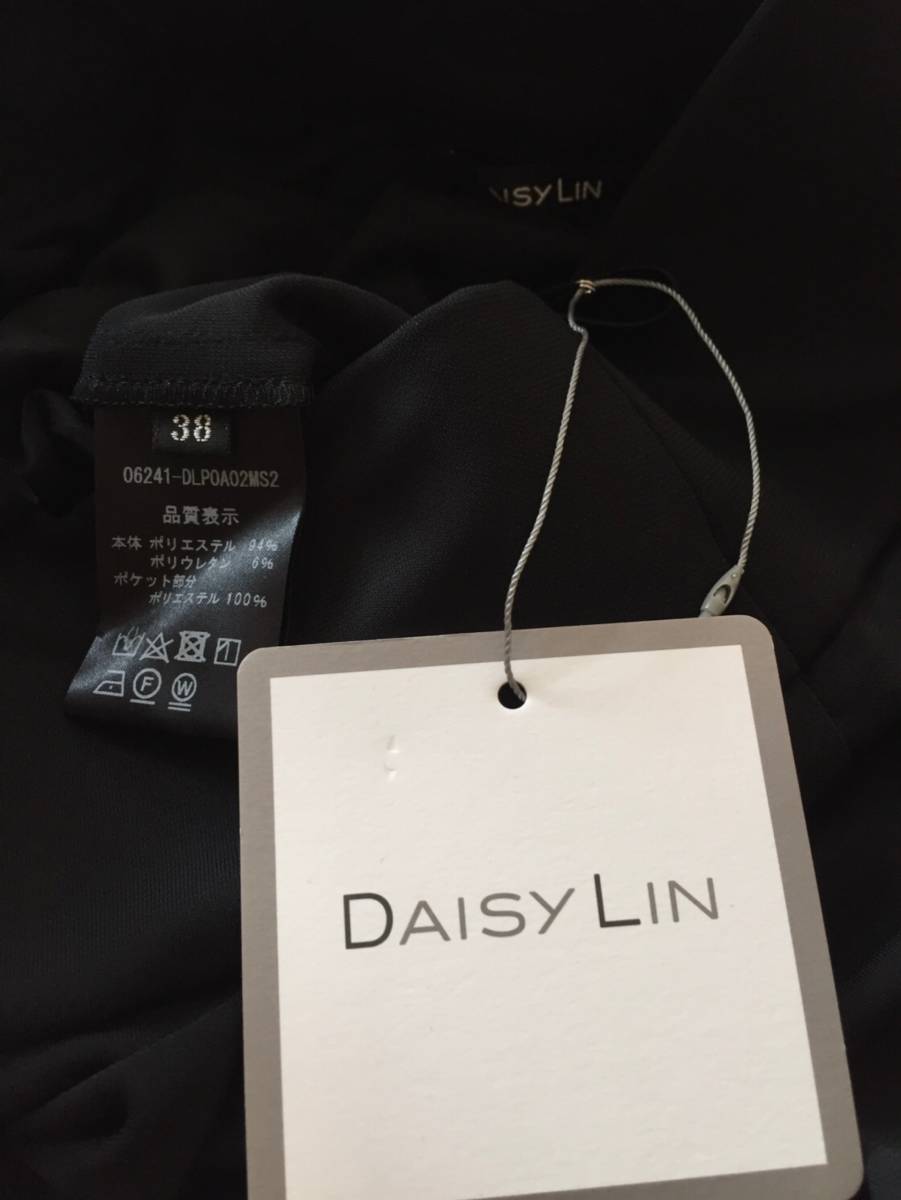 AISY LIN
38
06241-DLP0A02MS2
品質表示
本体 ポリエステル 94%
ポリウレタン 6%
ポケット部分
ポリエステル 100%
F W
DAISY LIN